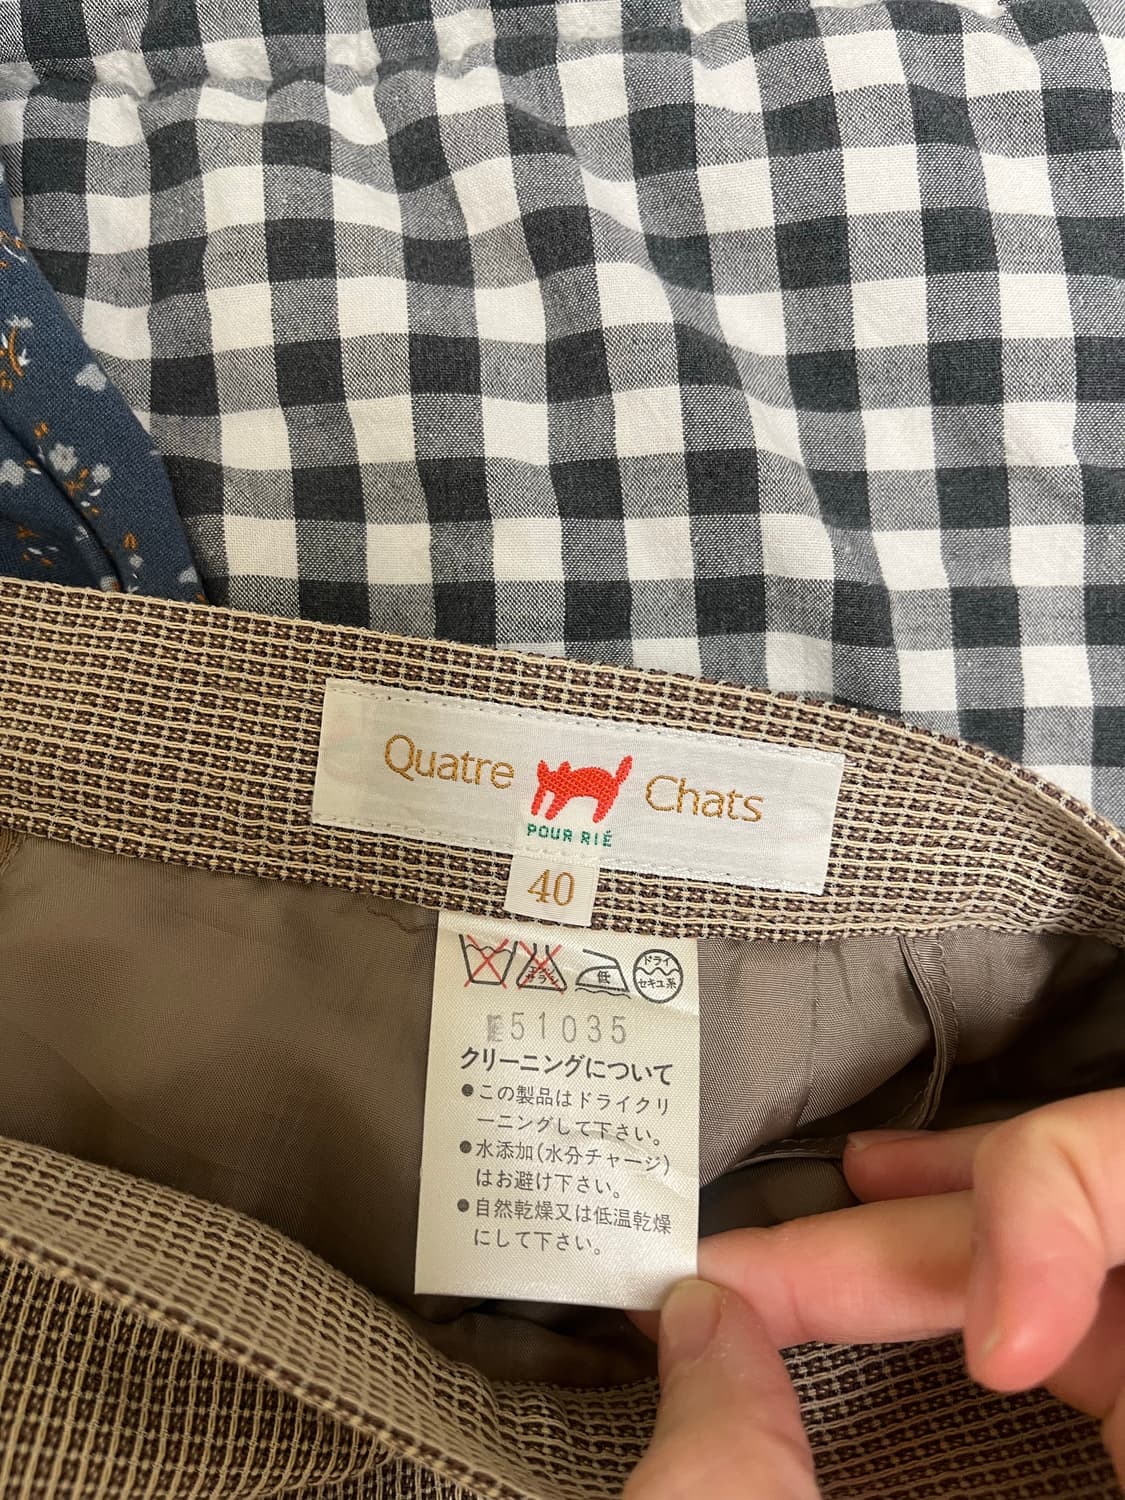 Quatre Chats
POUR RIÉ
40
低
ドライ
セキユ系
51035
クリーニングについて
●この製品はドライクリ
ーニングして下さい。
●水添加(水分チャージ)
はお避け下さい。
●自然乾燥又は低温乾燥
にして下さい。